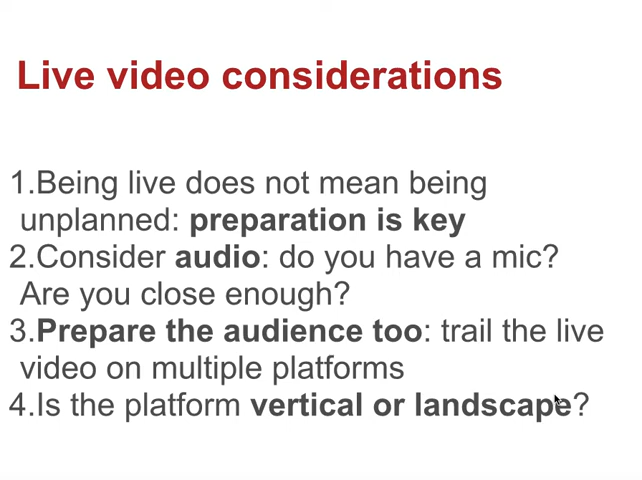 Live video considerations
1.Being live does not mean being
unplanned: preparation is key
2.Consider audio: do you have a mic?
Are you close enough?
3.Prepare the audience too: trail the live
video on multiple platforms
4.Is the platform vertical or landscape?